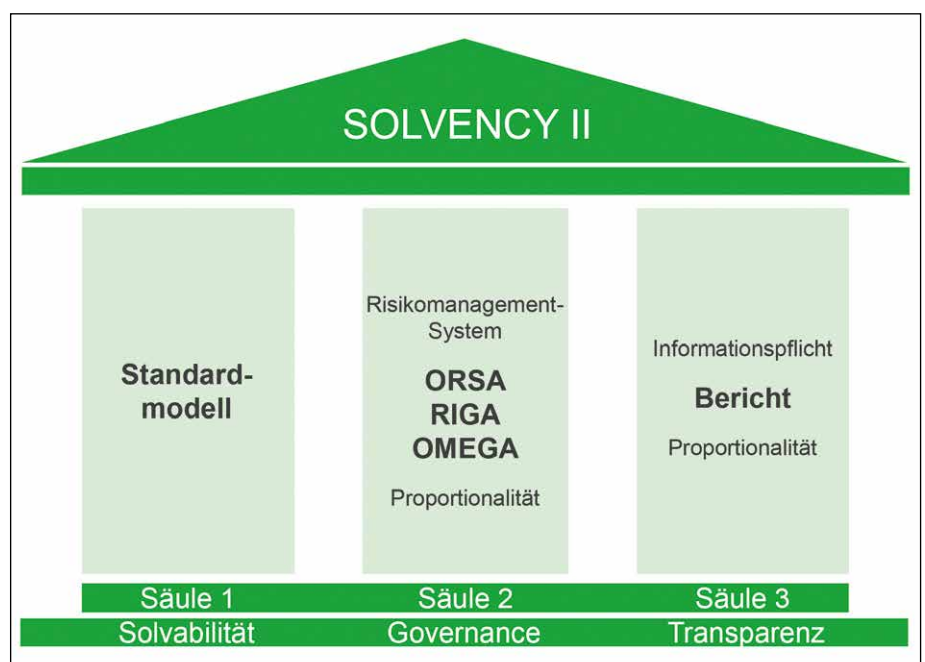 SOLVENCY II
Standard-
modell
Risikomanagement-
System
ORSA
RIGA
OMEGA
Proportionalität
Informationspflicht
Bericht
Proportionalität
Säule 1
Säule 2
Säule 3
Solvabilität
Governance
Transparenz